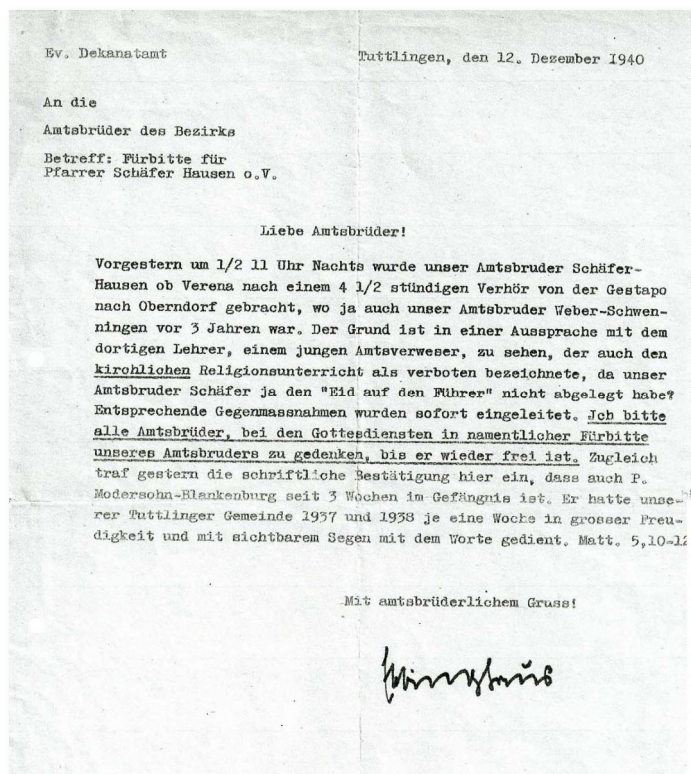 Ev. Dekanatamt
Tuttlingen, den 12. Dezember 1940
An die
Amtsbrüder des Bezirks
Betreff: Fürbitte für
Pfarrer Schäfer Hausen o.V.
Liebe Amtsbrüder!
Vorgestern um 1/2 11 Uhr Nachts wurde unser Amtsbruder Schäfer-
Hausen ob Verena nach einem 4 1/2 stündigen Verhör von der Gestapo
nach Oberndorf gebracht, wo ja auch unser Amtsbruder Weber-Schwen-
ningen vor 3 Jahren war. Der Grund ist in einer Aussprache mit dem
dortigen Lehrer, einem jungen Amtsverweser, zu sehen, der auch den
kirchlichen Religionsunterricht als verboten bezeichnete, da unser
Amtsbruder Schäfer ja den "Eid auf den Führer" nicht abgelegt habe?
Entsprechende Gegenmassnahmen wurden sofort eingeleitet. Jch bitte
alle Amtsbrüder, bei den Gottesdiensten in namentlicher Fürbitte
unseres Amtsbruders zu gedenken, bis er wieder frei ist. Zugleich
traf gestern die schriftliche Bestätigung hier ein, dass auch P.
Modersohn-Blankenburg seit 3 Wochen im Gefängnis ist. Er hatte unse-
rer Tuttlinger Gemeinde 1937 und 1938 je eine Woche in grosser Freu-
digkeit und mit sichtbarem Segen mit dem Worte gedient. Matt. 5,10-12
Mit amtsbrüderlichem Gruss!
Ebinghaus